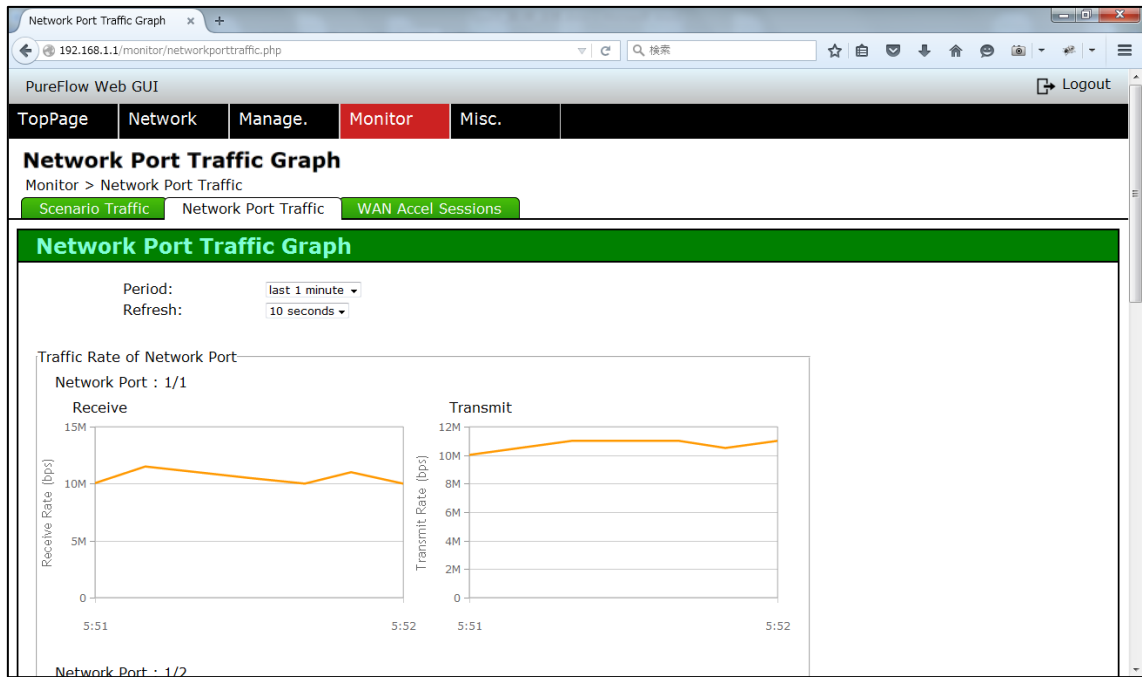 Network Port Traffic Graph × +
192.168.1.1/monitor/networkporttraffic.php 検索
PureFlow Web GUI Logout
TopPage Network Manage. Monitor Misc.
Network Port Traffic Graph
Monitor > Network Port Traffic
Scenario Traffic Network Port Traffic WAN Accel Sessions
Network Port Traffic Graph
Period: last 1 minute
Refresh: 10 seconds
Traffic Rate of Network Port
Network Port : 1/1
Receive
Receive Rate (bps)
15M
10M
5M
0
5:51 5:52
Transmit
Transmit Rate (bps)
12M
10M
8M
6M
4M
2M
0
5:51 5:52
Network Port : 1/2